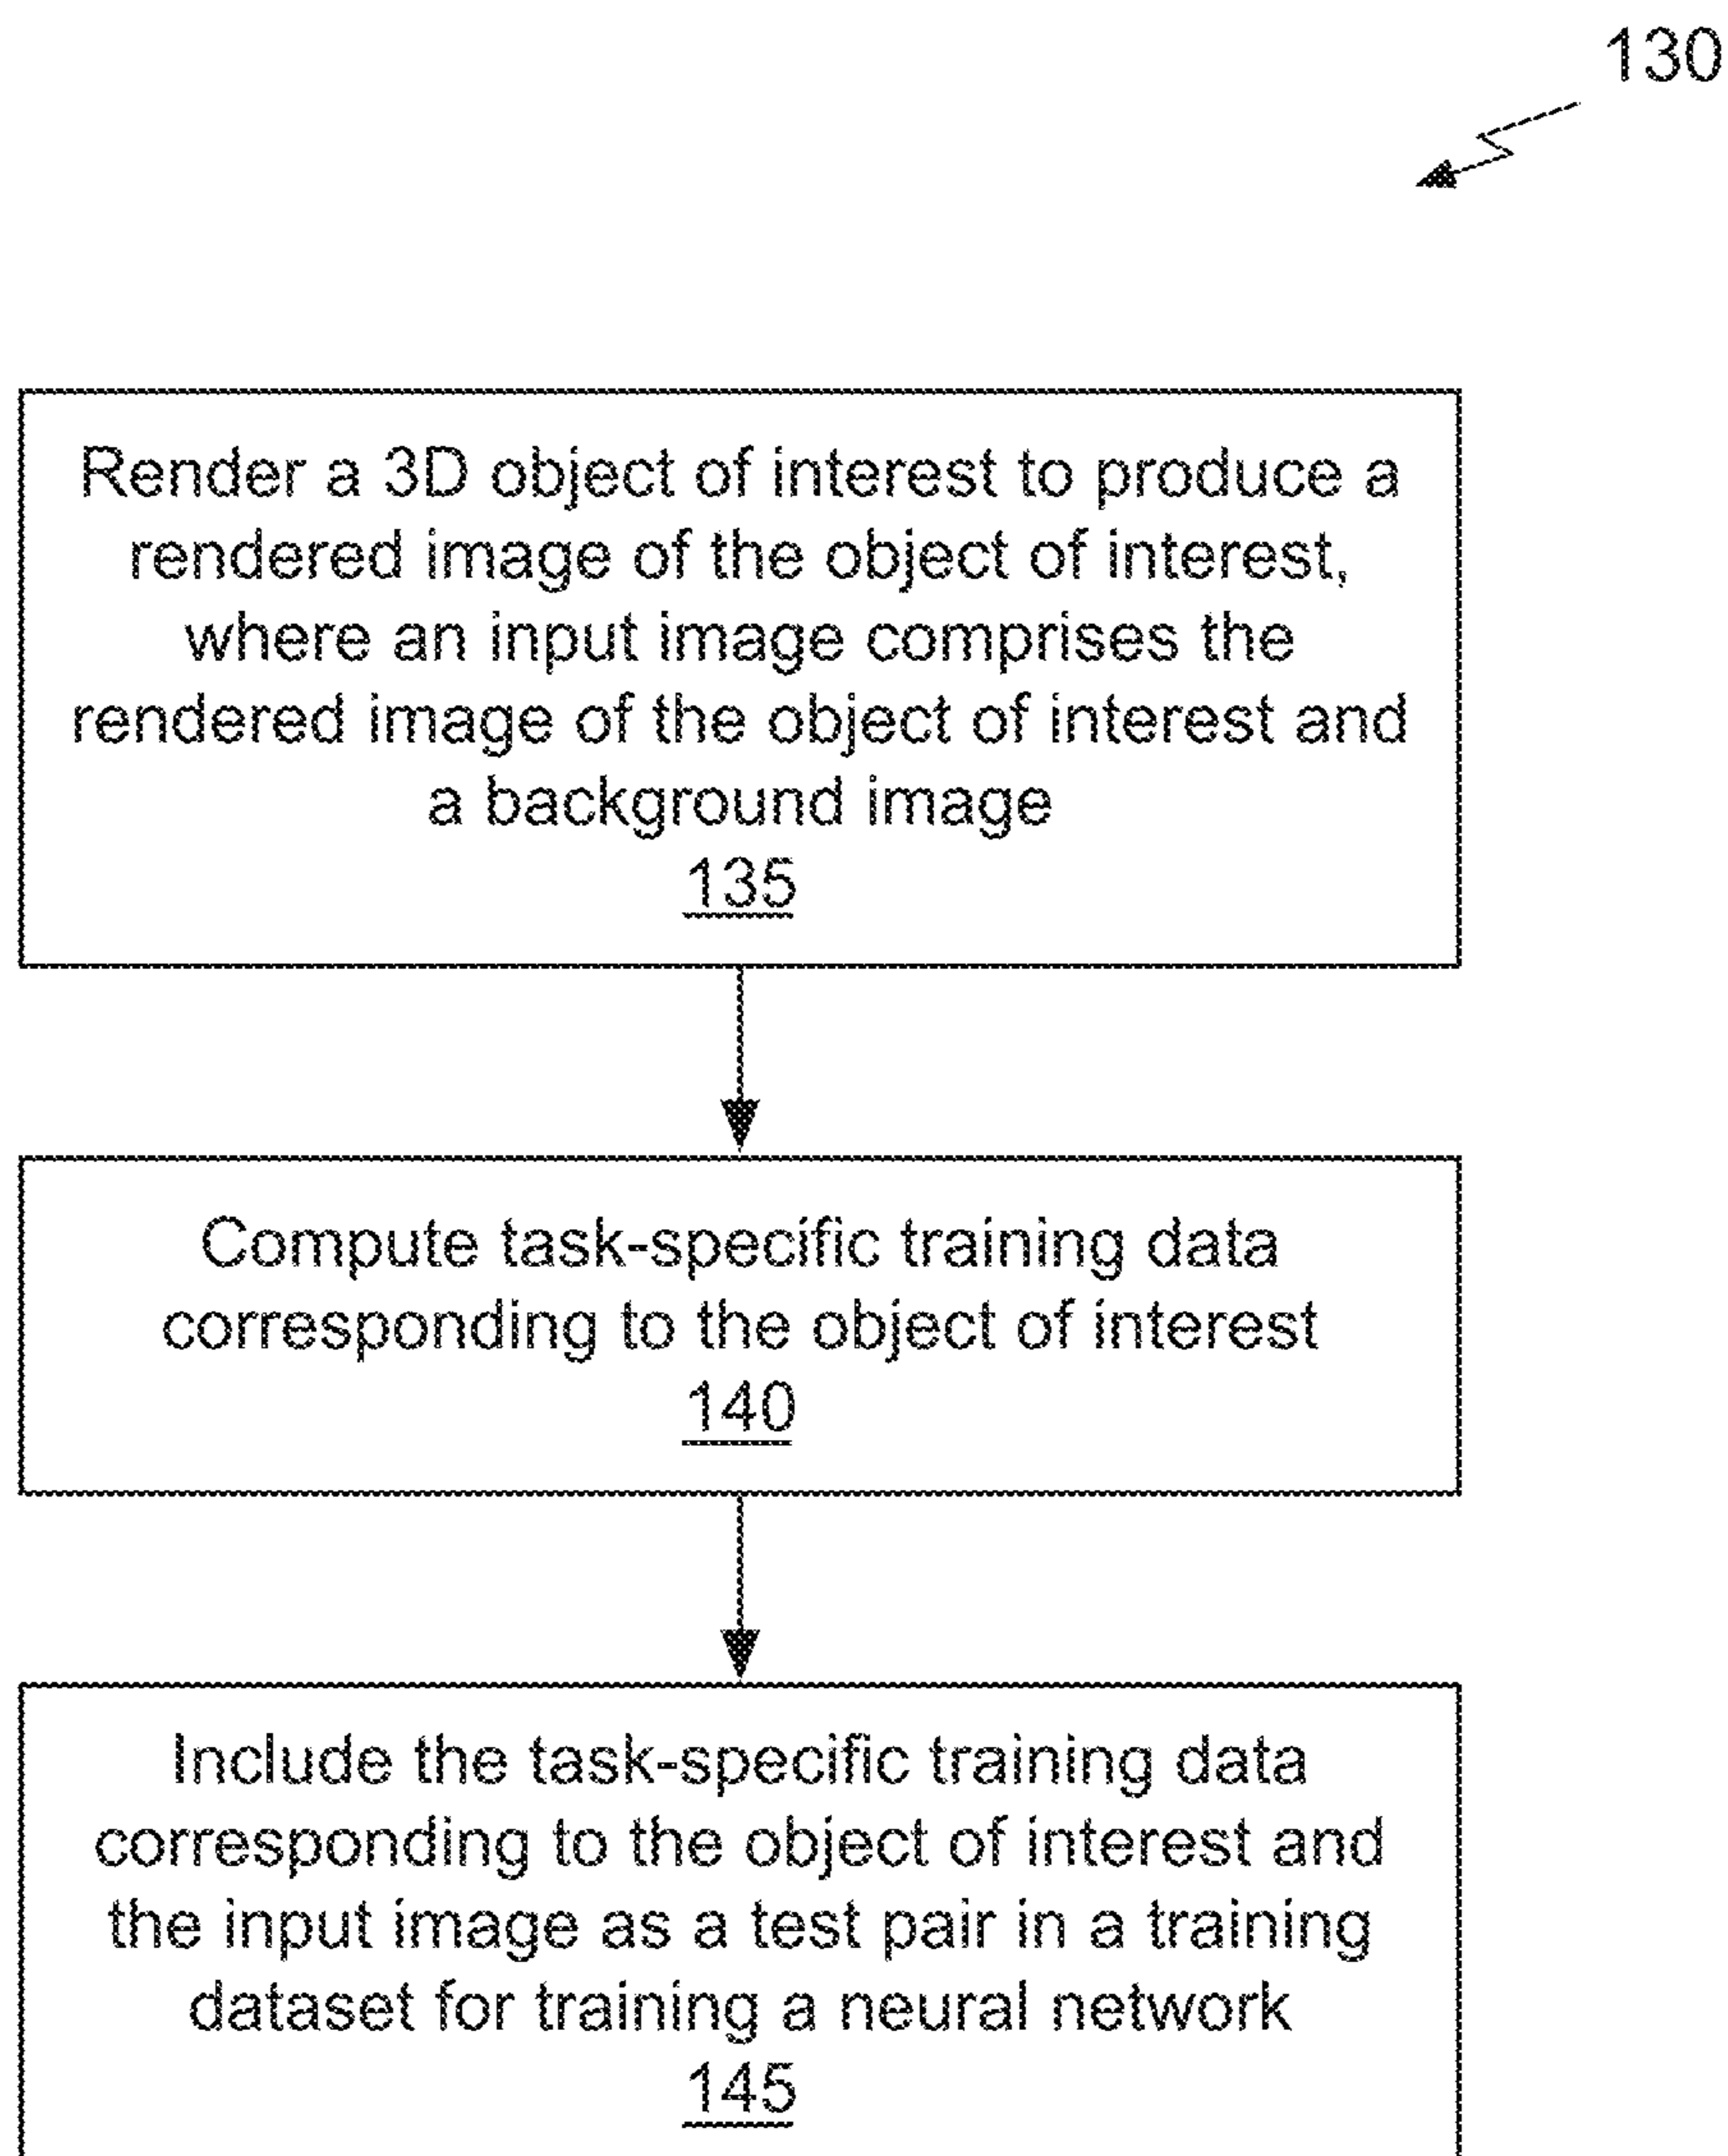 130
Render a 3D object of interest to produce a
rendered image of the object of interest,
where an input image comprises the
rendered image of the object of interest and
a background image
135
Compute task-specific training data
corresponding to the object of interest
140
Include the task-specific training data
corresponding to the object of interest and
the input image as a test pair in a training
dataset for training a neural network
145